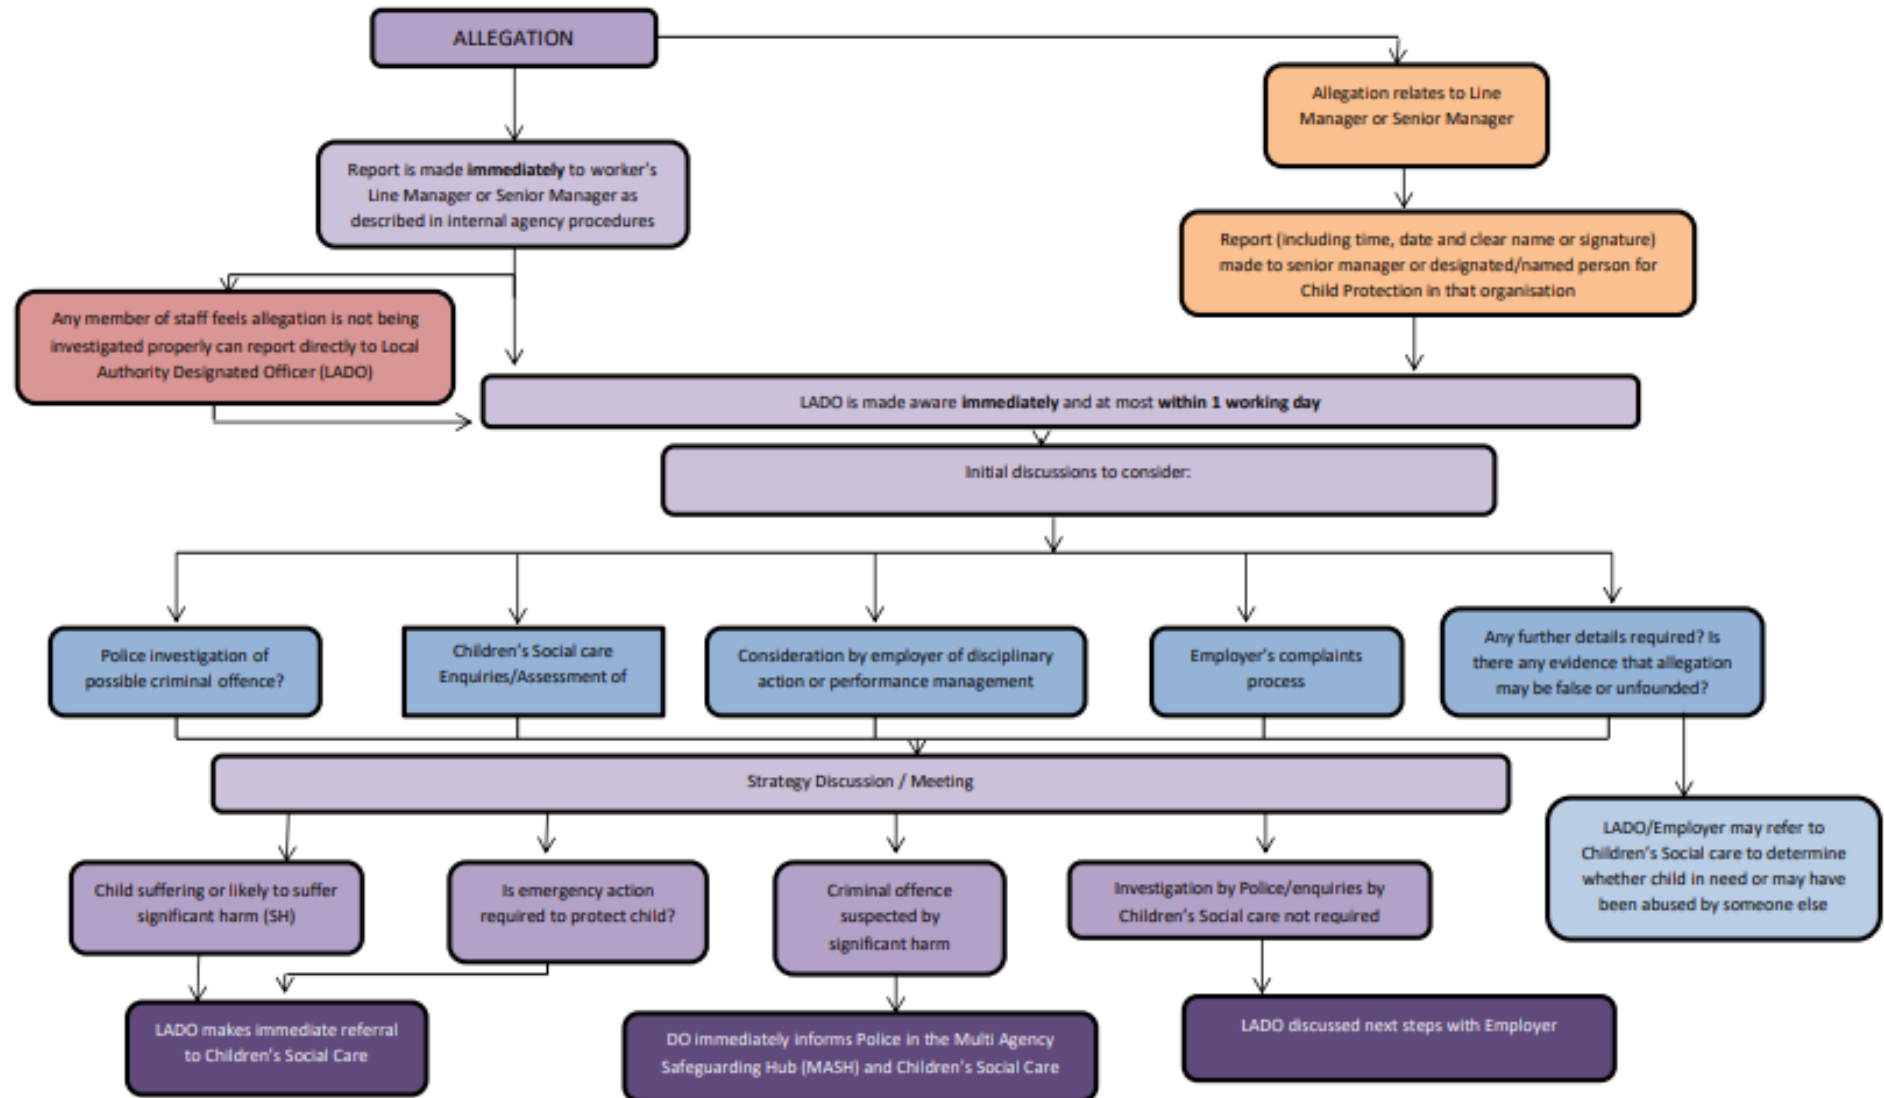 ALLEGATION
Allegation relates to Line
Manager or Senior Manager
Report is made immediately to worker's
Line Manager or Senior Manager as
described in internal agency procedures
Report (including time, date and clear name or signature)
made to senior manager or designated/named person for
Child Protection in that organisation
Any member of staff feels allegation is not being
investigated properly can report directly to Local
Authority Designated Officer (LADO)
LADO is made aware immediately and at most within 1 working day
Initial discussions to consider:
Police investigation of
possible criminal offence?
Children's Social care
Enquiries/Assessment of
Consideration by employer of disciplinary
action or performance management
Employer's complaints
process
Any further details required? Is
there any evidence that allegation
may be false or unfounded?
Strategy Discussion / Meeting
LADO/Employer may refer to
Children's Social care to determine
whether child in need or may have
been abused by someone else
Child suffering or likely to suffer
significant harm (SH)
Is emergency action
required to protect child?
Criminal offence
suspected by
significant harm
Investigation by Police/enquiries by
Children's Social care not required
LADO makes immediate referral
to Children's Social Care
DO immediately informs Police in the Multi Agency
Safeguarding Hub (MASH) and Children's Social Care
LADO discussed next steps with Employer